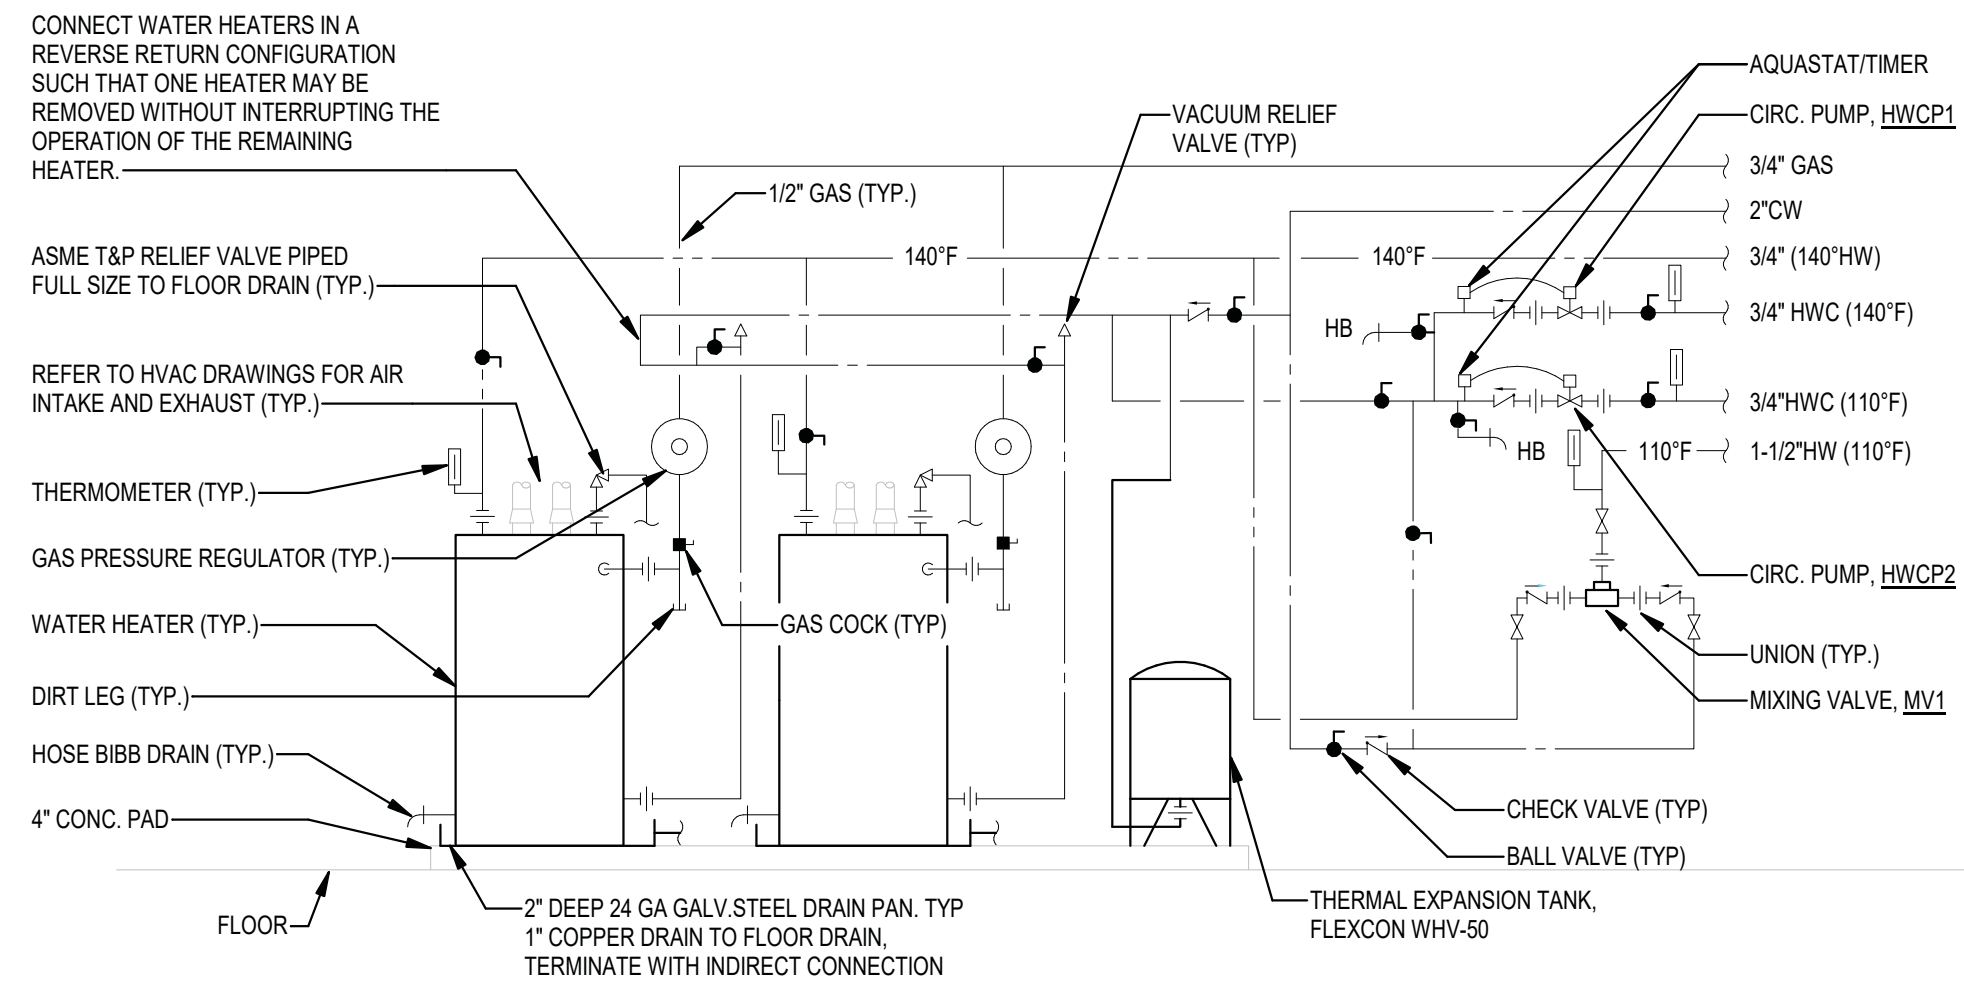 CONNECT WATER HEATERS IN A
REVERSE RETURN CONFIGURATION
SUCH THAT ONE HEATER MAY BE
REMOVED WITHOUT INTERRUPTING THE
OPERATION OF THE REMAINING
HEATER.
ASME T&P RELIEF VALVE PIPED
FULL SIZE TO FLOOR DRAIN (TYP.)
REFER TO HVAC DRAWINGS FOR AIR
INTAKE AND EXHAUST (TYP.)
THERMOMETER (TYP.)
GAS PRESSURE REGULATOR (TYP.)
WATER HEATER (TYP.)
DIRT LEG (TYP.)
HOSE BIBB DRAIN (TYP.)
4" CONC. PAD
FLOOR
2" DEEP 24 GA GALV.STEEL DRAIN PAN. TYP
1" COPPER DRAIN TO FLOOR DRAIN,
TERMINATE WITH INDIRECT CONNECTION
1/2" GAS (TYP.)
140°F
GAS COCK (TYP)
VACUUM RELIEF
VALVE (TYP)
140°F
HB
HB
110°F
AQUASTAT/TIMER
CIRC. PUMP, HWCP1
3/4" GAS
2"CW
3/4" (140°HW)
3/4" HWC (140°F)
3/4"HWC (110°F)
1-1/2"HW (110°F)
CIRC. PUMP, HWCP2
UNION (TYP.)
MIXING VALVE, MV1
CHECK VALVE (TYP)
BALL VALVE (TYP)
THERMAL EXPANSION TANK,
FLEXCON WHV-50